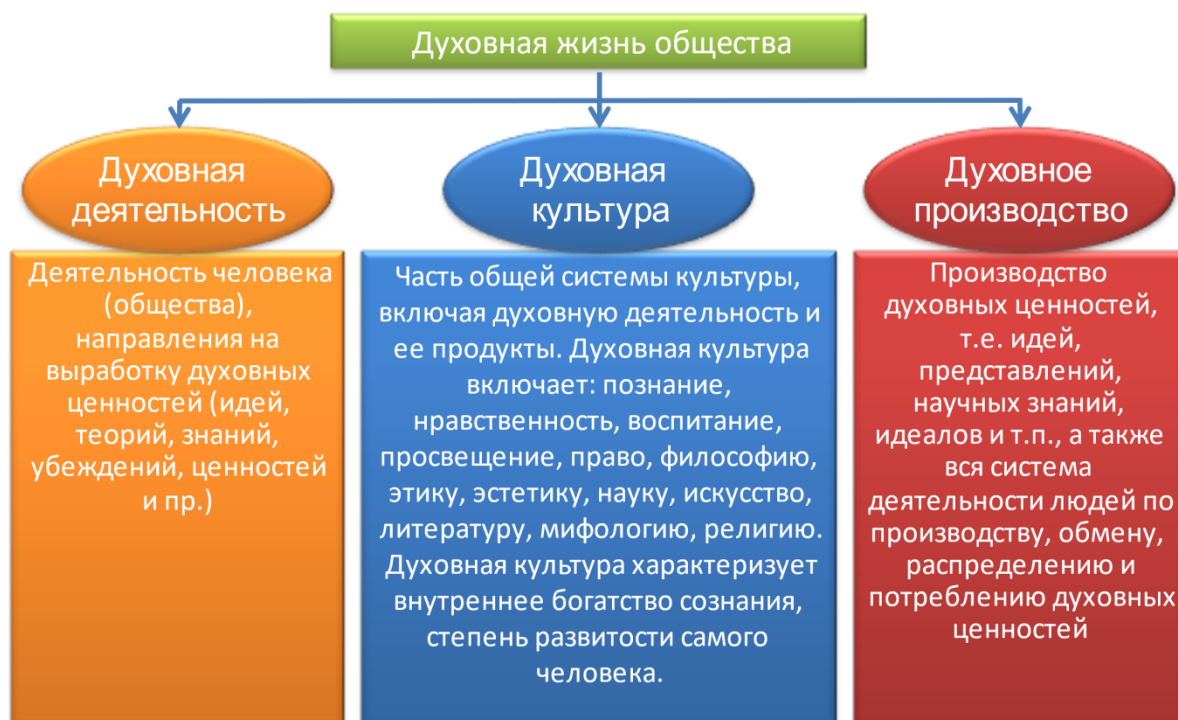 Духовная жизнь общества
Духовная
деятельность
Деятельность человека
(общества),
направления на
выработку духовных
ценностей (идей,
теорий, знаний,
убеждений, ценностей
и пр.)
Духовная
культура
Часть общей системы культуры,
включая духовную деятельность и
ее продукты. Духовная культура
включает: познание,
нравственность, воспитание,
просвещение, право, философию,
этику, эстетику, науку, искусство,
литературу, мифологию, религию.
Духовная культура характеризует
внутреннее богатство сознания,
степень развитости самого
человека.
Духовное
производство
Производство
духовных ценностей,
т.е. идей,
представлений,
научных знаний,
идеалов и т.п., а также
вся система
деятельности людей по
производству, обмену,
распределению и
потреблению духовных
ценностей